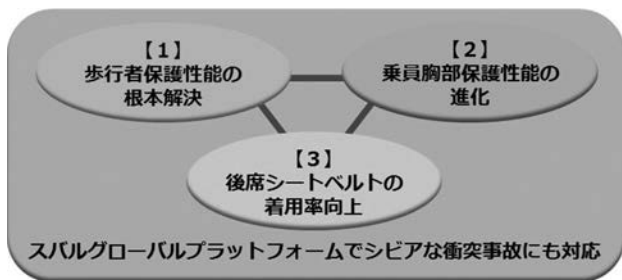 【1】
歩行者保護性能の
根本解決
【2】
乗員胸部保護性能の
進化
【3】
後席シートベルトの
着用率向上
スバルグローバルプラットフォームでシビアな衝突事故にも対応